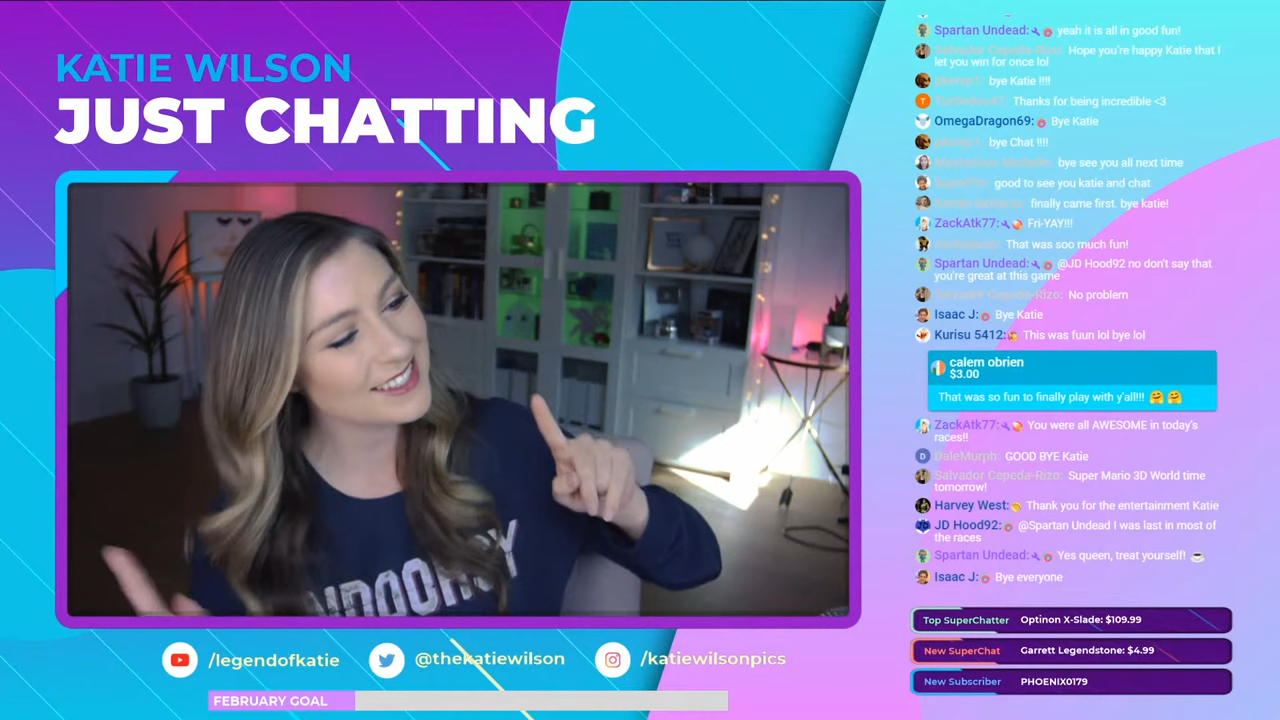 KATIE WILSON
JUST CHATTING
INDOORSY
/legendofkatie
@thekatiewilson
/katiewilsonpics
FEBRUARY GOAL
Spartan Undead: yeah it is all in good fun!
Salvador Cepeda-Rizo: Hope you're happy Katie that I
let you win for once lol
bye Katie !!!!
Thanks for being incredible <3
OmegaDragon69: Bye Katie
bye Chat !!!!
bye see you all next time
good to see you katie and chat
finally came first. bye katie!
ZackAtk77: Fri-YAY!!!
That was soo much fun!
Spartan Undead: @JD Hood92 no don't say that
you're great at this game
Salvador Cepeda-Rizo: No problem
Isaac J: Bye Katie
Kurisu 5412: This was fuun lol bye lol
calem obrien
$3.00
That was so fun to finally play with y'all!!! 🤗 🤗
ZackAtk77: You were all AWESOME in today's
races!!
D DaleMurph: GOOD BYE Katie
Salvador Cepeda-Rizo: Super Mario 3D World time
tomorrow!
Harvey West: Thank you for the entertainment Katie
JD Hood92: @Spartan Undead I was last in most of
the races
Spartan Undead: Yes queen, treat yourself! ☕
Isaac J: Bye everyone
Top SuperChatter Optinon X-Slade: $109.99
New SuperChat Garrett Legendstone: $4.99
New Subscriber PHOENIX0179